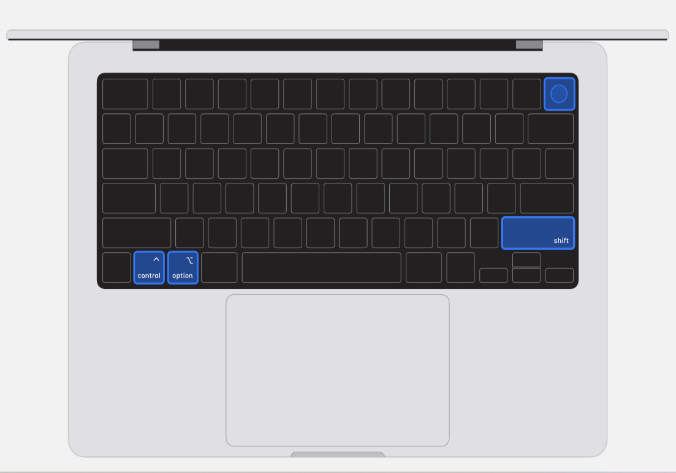 shift
⌃ ⌥
control option